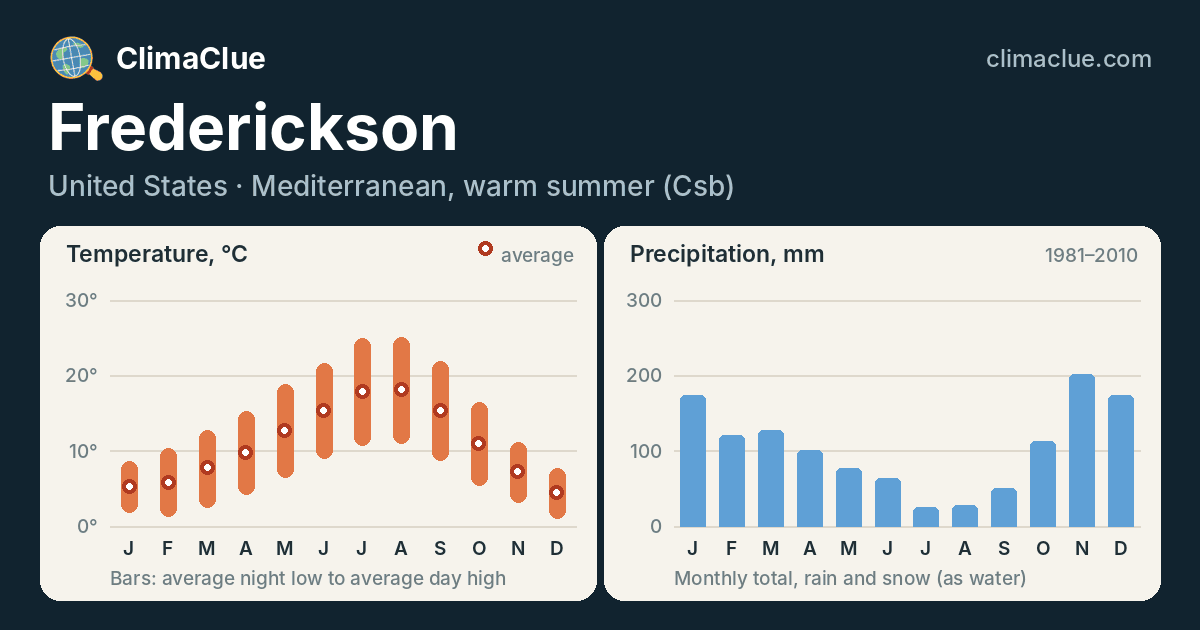 ClimaClue
climaclue.com
Frederickson
United States · Mediterranean, warm summer (Csb)
Temperature, °C
average
30°
20°
10°
0°
J F M A M J J A S O N D
Bars: average night low to average day high
Precipitation, mm
1981–2010
300
200
100
0
J F M A M J J A S O N D
Monthly total, rain and snow (as water)